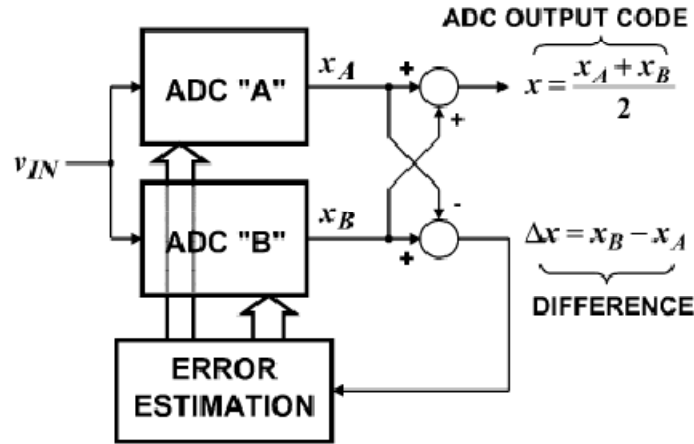 ADC OUTPUT CODE
ADC "A"
x_A
+
x = (x_A + x_B) / 2
+
v_IN
ADC "B"
x_B
-
+
Δx = x_B − x_A
DIFFERENCE
ERROR
ESTIMATION